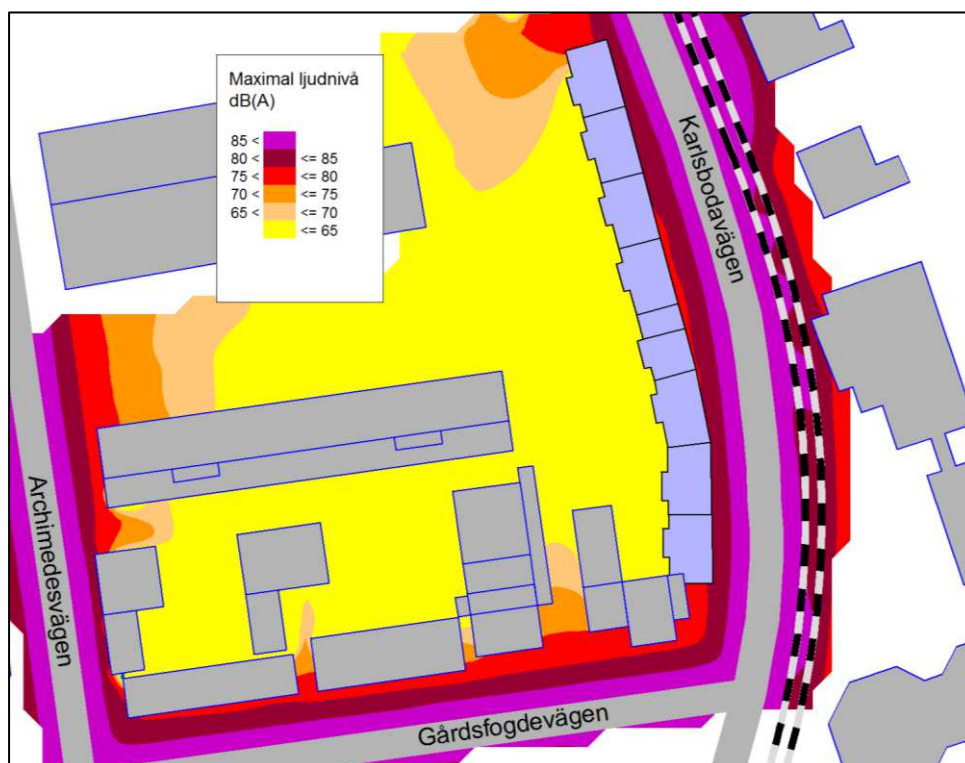 Maximal ljudnivå
dB(A)
85 <
80 < <= 85
75 < <= 80
70 < <= 75
65 < <= 70
<= 65
Karlsbodavägen
Archimedesvägen
Gårdsfogdevägen